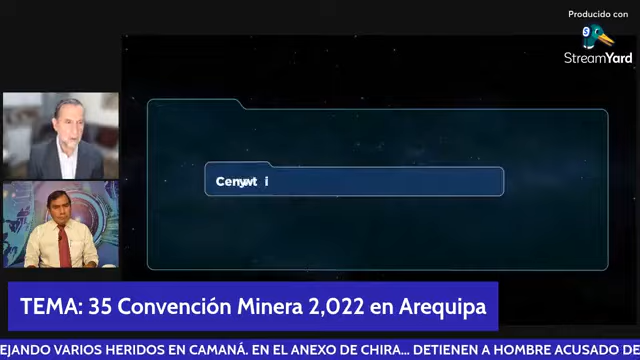 Producido con
StreamYard
TEMA: 35 Convención Minera 2,022 en Arequipa
EJANDO VARIOS HERIDOS EN CAMANÁ. EN EL ANEXO DE CHIRA... DETIENEN A HOMBRE ACUSADO DE